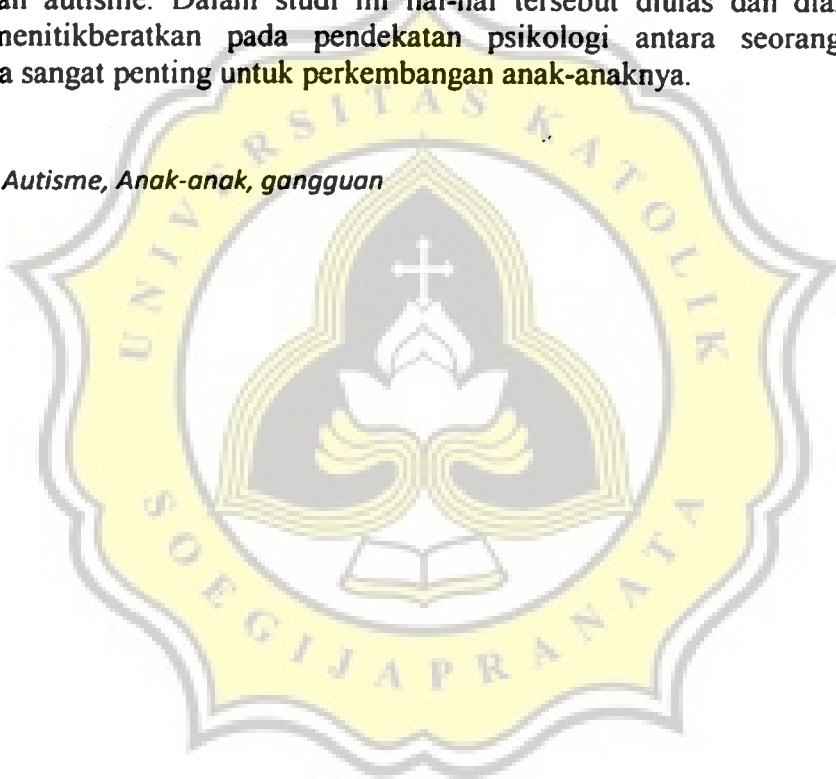 an autisme. Dalam studi ini hal-hal tersebut diulas dan
menitikberatkan pada pendekatan psikologi antara seorang
a sangat penting untuk perkembangan anak-anaknya.
Autisme, Anak-anak, gangguan
UNIVERSITAS KATOLIK
SOEGIJAPRANATA